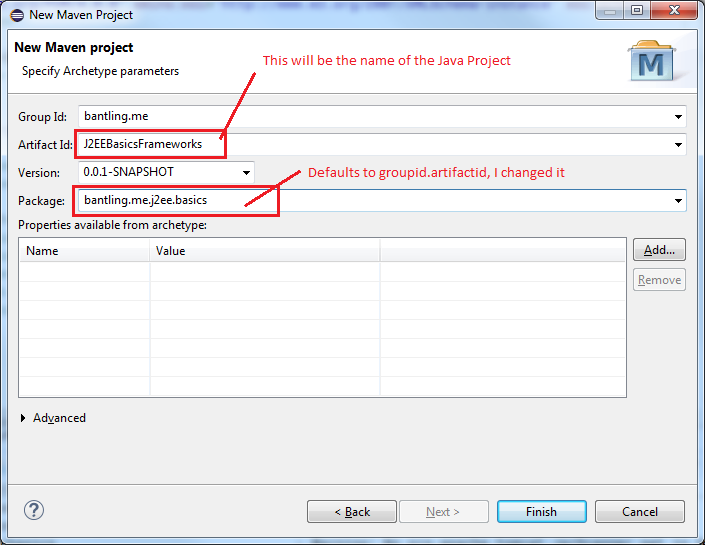 New Maven Project
New Maven project
Specify Archetype parameters
This will be the name of the Java Project
M
Group Id: bantling.me
Artifact Id: J2EEBasicsFrameworks
Version: 0.0.1-SNAPSHOT
Defaults to groupid.artifactid, I changed it
Package: bantling.me.j2ee.basics
Properties available from archetype:
Name Value
Add...
Remove
Advanced
? < Back Next > Finish Cancel